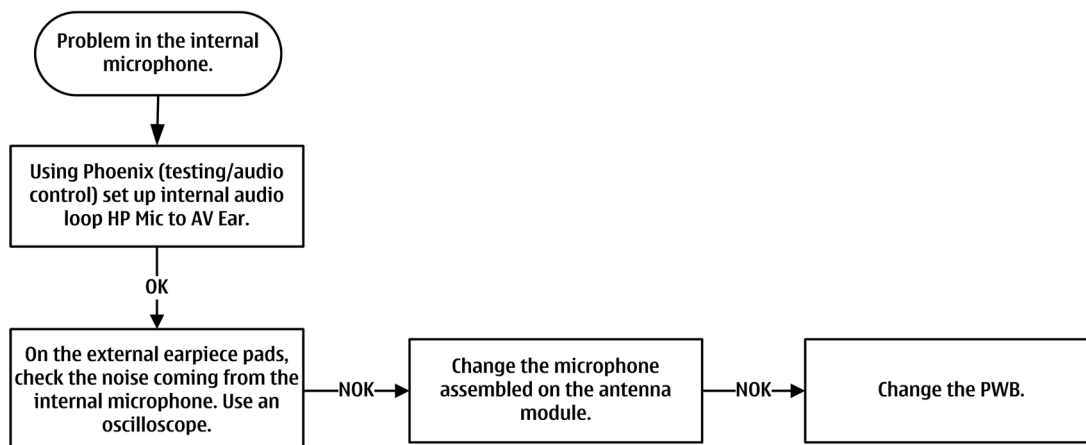 Problem in the internal
microphone.
Using Phoenix (testing/audio
control) set up internal audio
loop HP Mic to AV Ear.
OK
On the external earpiece pads,
check the noise coming from the
internal microphone. Use an
oscilloscope.
NOK
Change the microphone
assembled on the antenna
module.
NOK
Change the PWB.